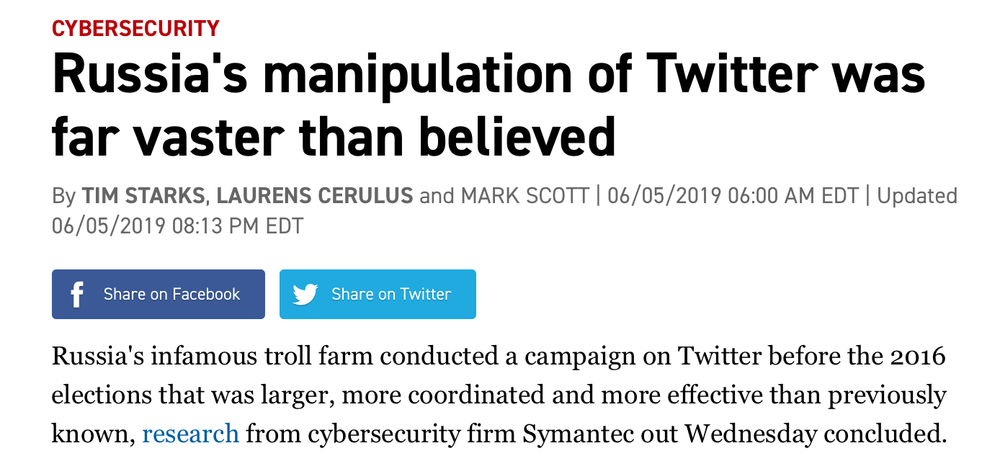 CYBERSECURITY
Russia's manipulation of Twitter was
far vaster than believed
By TIM STARKS, LAURENS CERULUS and MARK SCOTT | 06/05/2019 06:00 AM EDT | Updated
06/05/2019 08:13 PM EDT
f Share on Facebook Share on Twitter
Russia's infamous troll farm conducted a campaign on Twitter before the 2016
elections that was larger, more coordinated and more effective than previously
known, research from cybersecurity firm Symantec out Wednesday concluded.